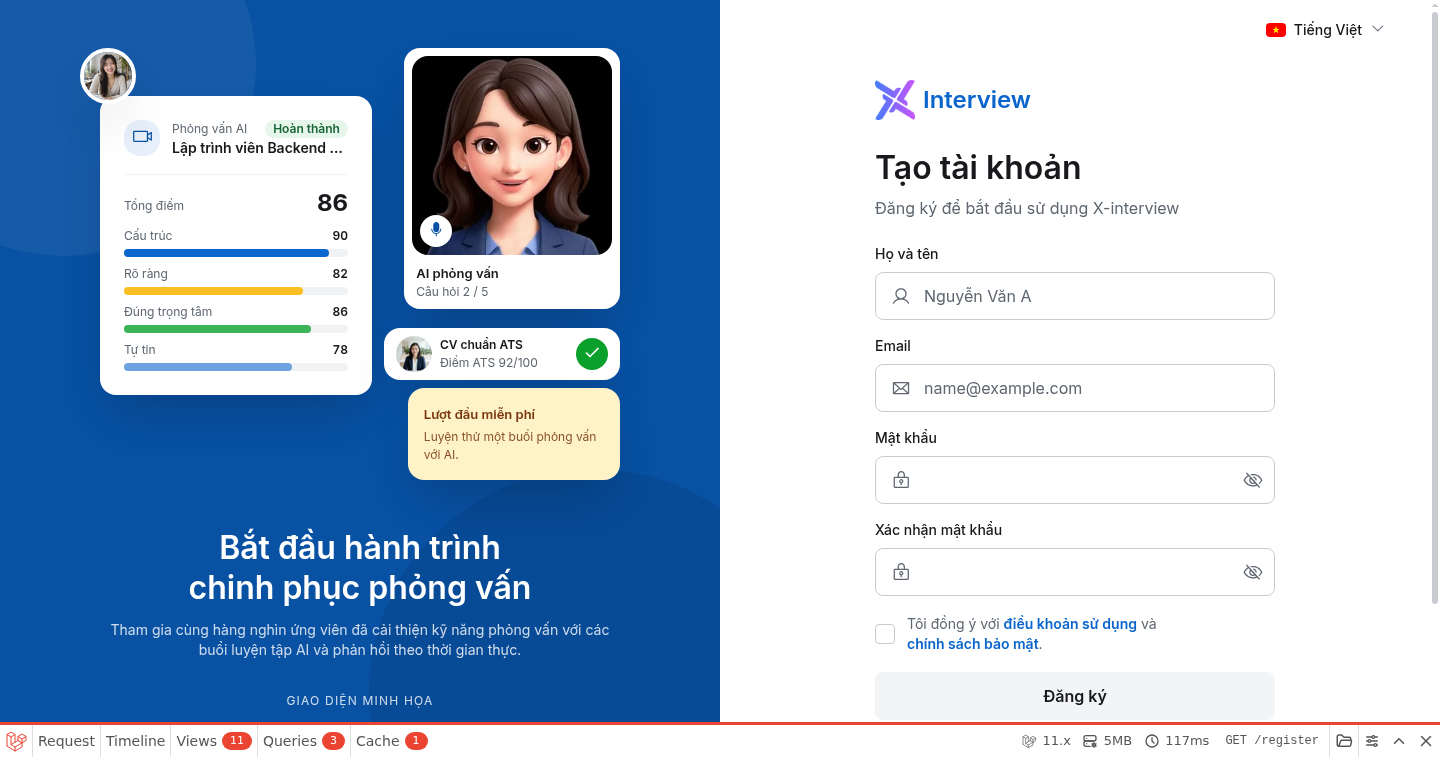 Phỏng vấn AI
Hoàn thành
Lập trình viên Backend ...
Tổng điểm
86
Cấu trúc
90
Rõ ràng
82
Đúng trọng tâm
86
Tự tin
78
AI phỏng vấn
Câu hỏi 2 / 5
CV chuẩn ATS
Điểm ATS 92/100
Lượt đầu miễn phí
Luyện thử một buổi phỏng vấn
với AI.
Bắt đầu hành trình
chinh phục phỏng vấn
Tham gia cùng hàng nghìn ứng viên đã cải thiện kỹ năng phỏng vấn với các
buổi luyện tập AI và phản hồi theo thời gian thực.
GIAO DIỆN MINH HỌA
Tiếng Việt
Interview
Tạo tài khoản
Đăng ký để bắt đầu sử dụng X-interview
Họ và tên
Nguyễn Văn A
Email
name@example.com
Mật khẩu
Xác nhận mật khẩu
Tôi đồng ý với điều khoản sử dụng và
chính sách bảo mật.
Đăng ký
Request
Timeline
Views 11
Queries 3
Cache 1
11.x
5MB
117ms
GET /register